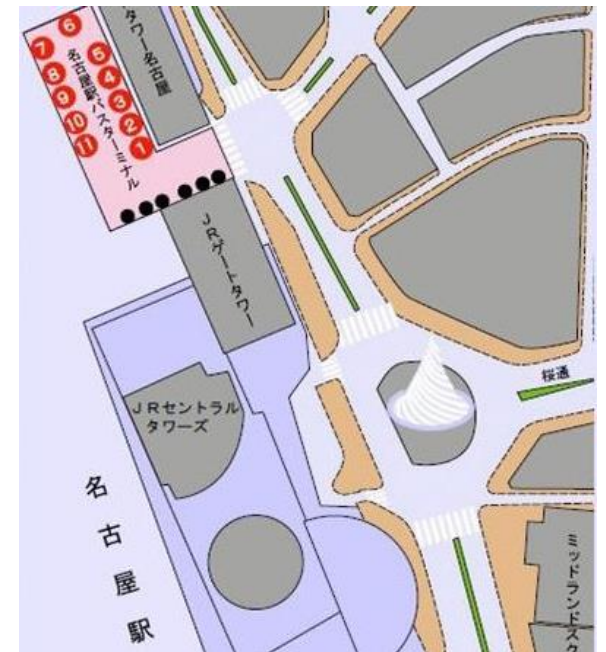 タワー名古屋
6
7
8
9
10
11
名古屋駅バスターミナル
5
4
3
2
1
JRゲートタワー
JRセントラル
タワーズ
桜通
名古屋駅
ミッドランドスク